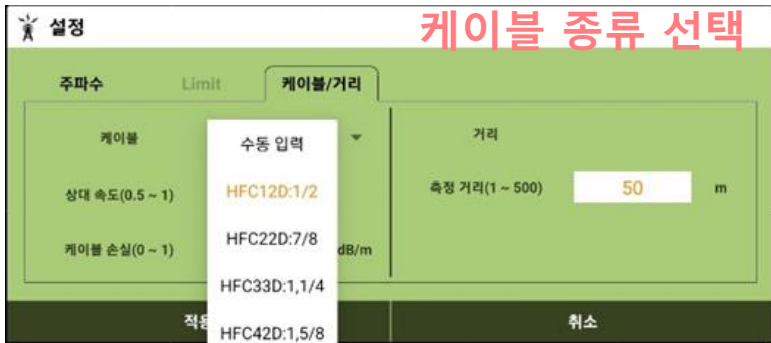 설정
케이블 종류 선택
주파수
Limit
케이블/거리
케이블
수동 입력
거리
상대 속도(0.5 ~ 1)
HFC12D:1/2
측정 거리(1 ~ 500)
50
m
케이블 손실(0 ~ 1)
HFC22D:7/8
dB/m
HFC33D:1,1/4
HFC42D:1,5/8
취소